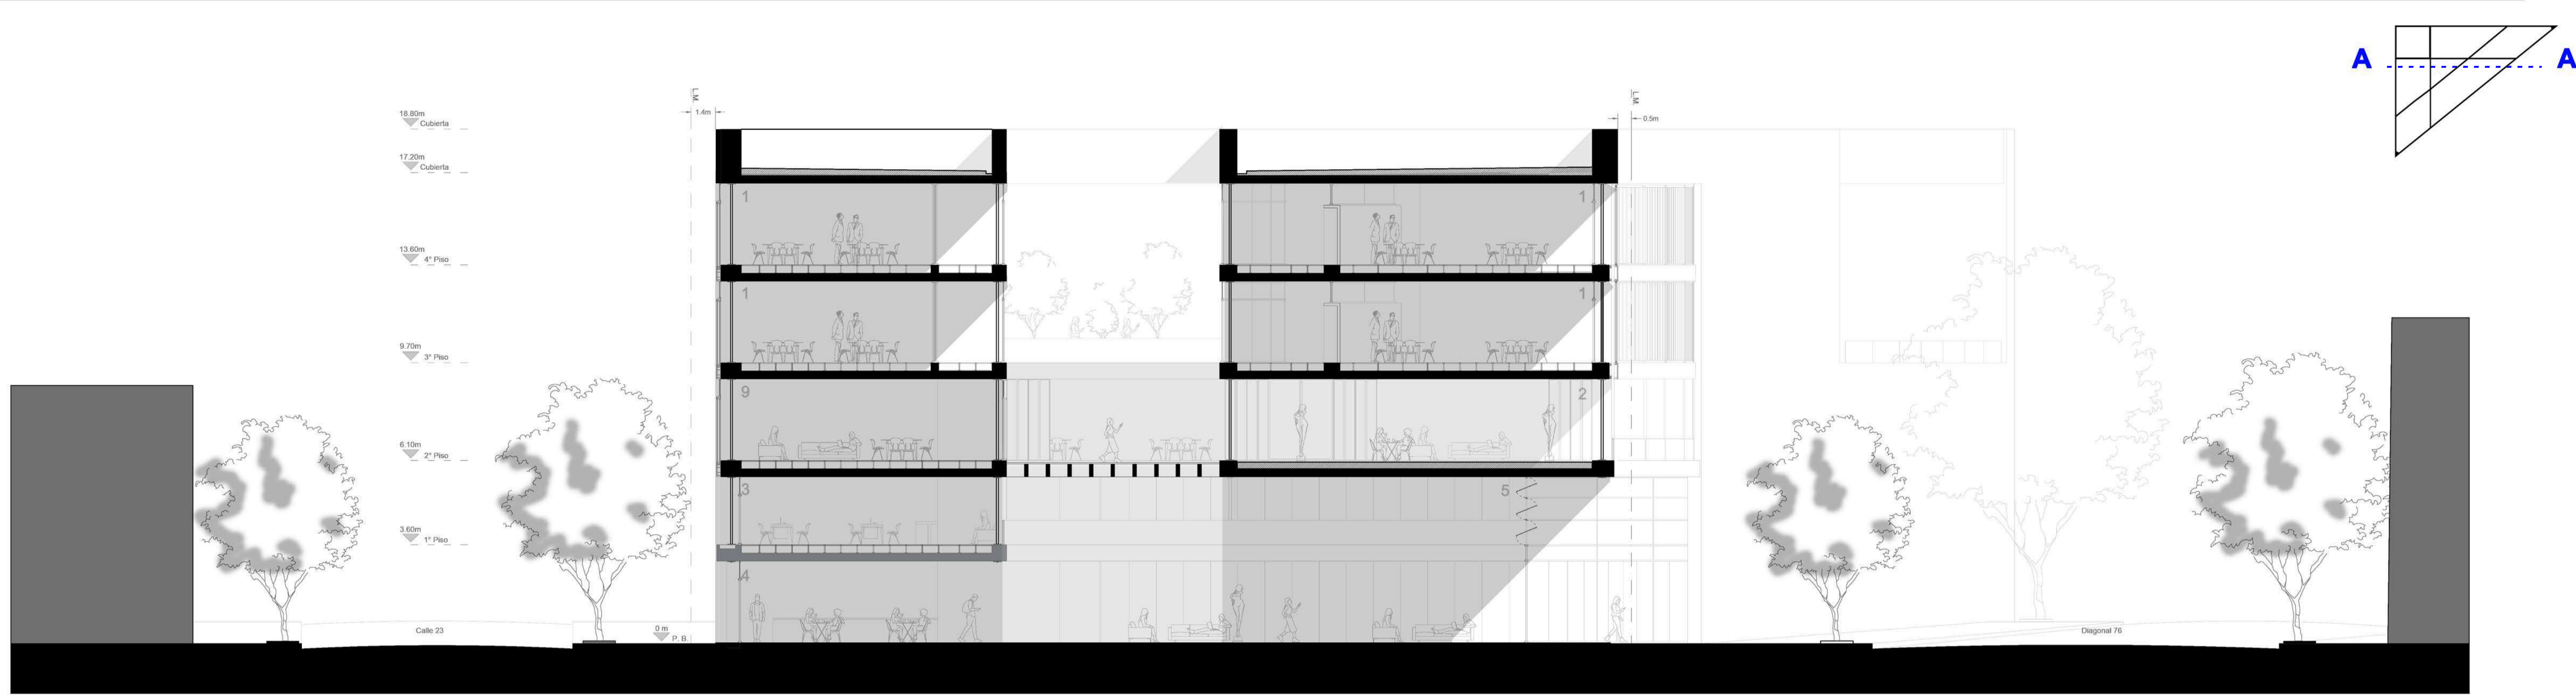 A
A
L.M.
1.4m
L.M.
0.5m
18.80m
Cubierta
17.20m
Cubierta
1
1
13.60m
4° Piso
1
1
9.70m
3° Piso
9
2
6.10m
2° Piso
3
5
3.60m
1° Piso
4
Calle 23
0 m
P. B.
Diagonal 76